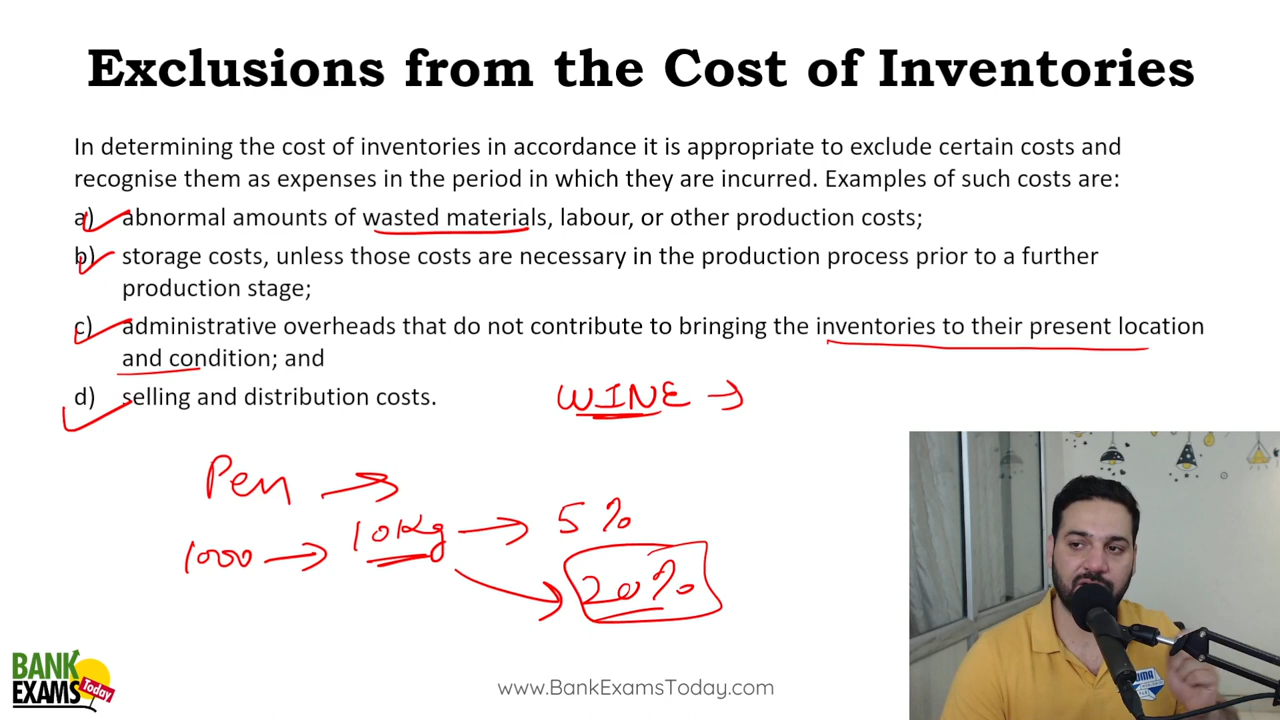 Exclusions from the Cost of Inventories
In determining the cost of inventories in accordance it is appropriate to exclude certain costs and
recognise them as expenses in the period in which they are incurred. Examples of such costs are:
a) abnormal amounts of wasted materials, labour, or other production costs;
b) storage costs, unless those costs are necessary in the production process prior to a further
production stage;
c) administrative overheads that do not contribute to bringing the inventories to their present location
and condition; and
d) selling and distribution costs.
WINE →
Pen →
1000 → 10Kg → 5%
20%
BANK
EXAMS
Today
www.BankExamsToday.com